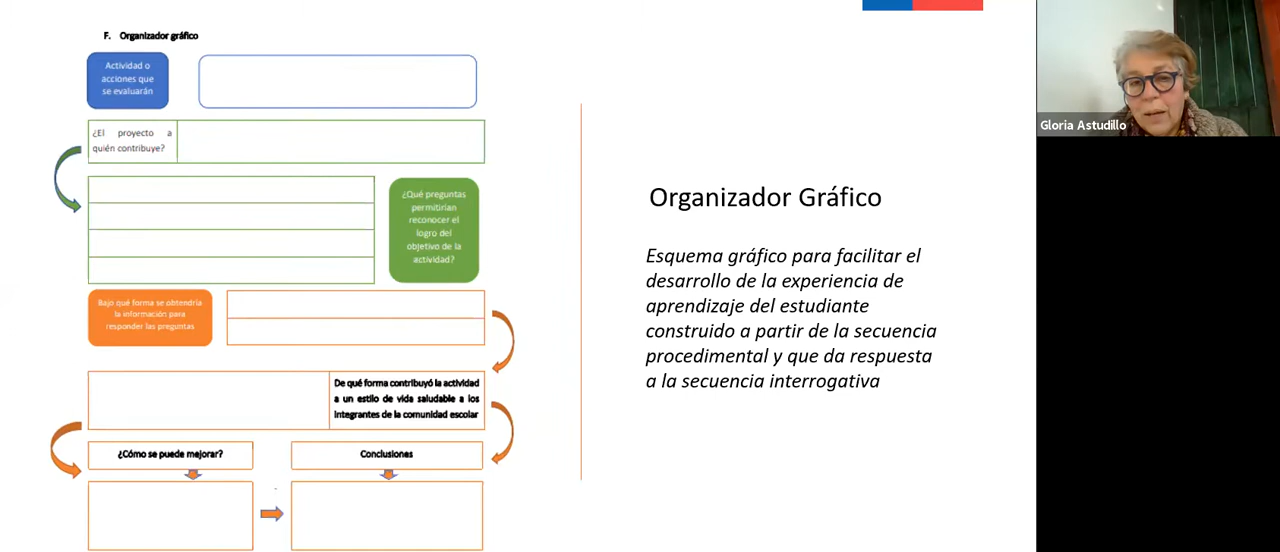 F. Organizador gráfico
Actividad o
acciones que
se evaluarán
¿El proyecto a
quién contribuye?
¿Qué preguntas
permitirían
reconocer el
logro del
objetivo de la
actividad?
Bajo qué forma se obtendría
la información para
responder las preguntas
De qué forma contribuyó la actividad
a un estilo de vida saludable a los
integrantes de la comunidad escolar
¿Cómo se puede mejorar?
Conclusiones
Organizador Gráfico
Esquema gráfico para facilitar el
desarrollo de la experiencia de
aprendizaje del estudiante
construido a partir de la secuencia
procedimental y que da respuesta
a la secuencia interrogativa
Gloria Astudillo